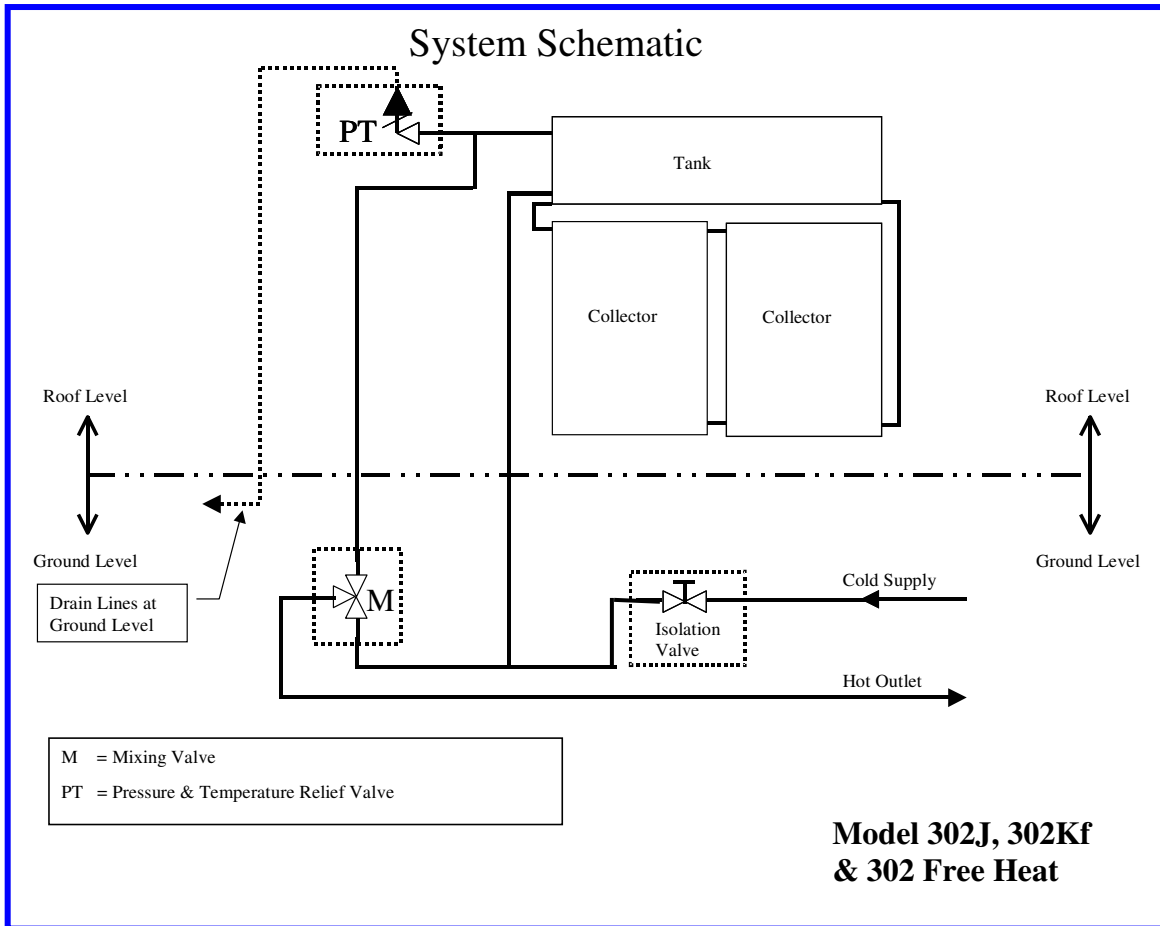 System Schematic
PT
Tank
Collector
Collector
Roof Level
Roof Level
Ground Level
Ground Level
Drain Lines at
Ground Level
M
Cold Supply
Isolation
Valve
Hot Outlet
M = Mixing Valve
PT = Pressure & Temperature Relief Valve
Model 302J, 302Kf
& 302 Free Heat